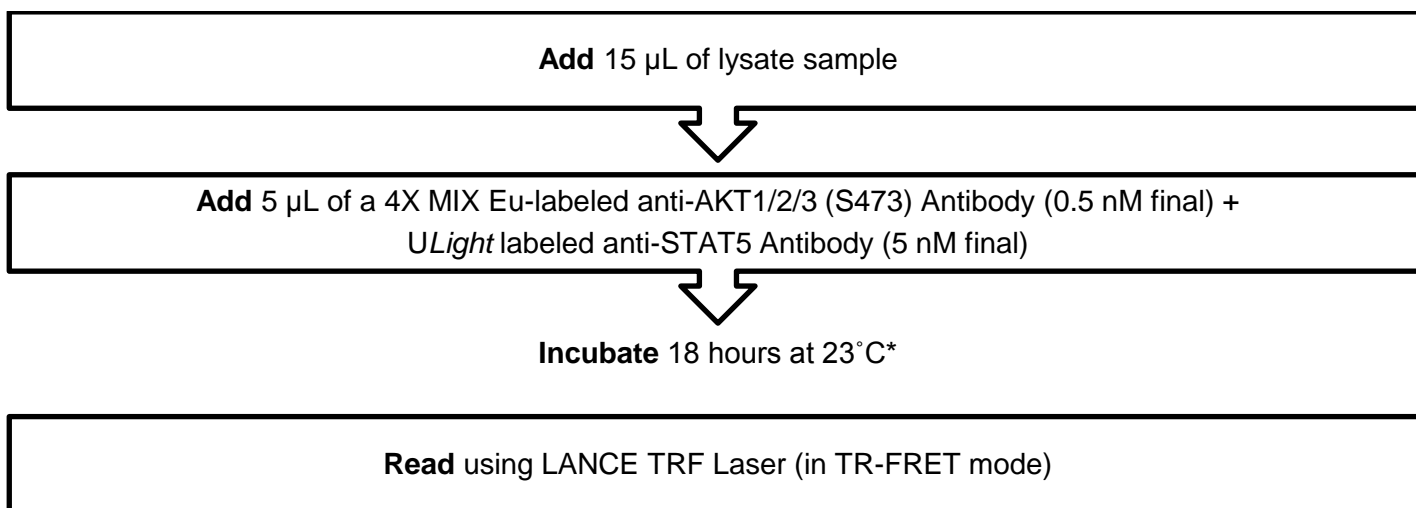 Add 15 µL of lysate sample
Add 5 µL of a 4X MIX Eu-labeled anti-AKT1/2/3 (S473) Antibody (0.5 nM final) +
ULight labeled anti-STAT5 Antibody (5 nM final)
Incubate 18 hours at 23˚C*
Read using LANCE TRF Laser (in TR-FRET mode)